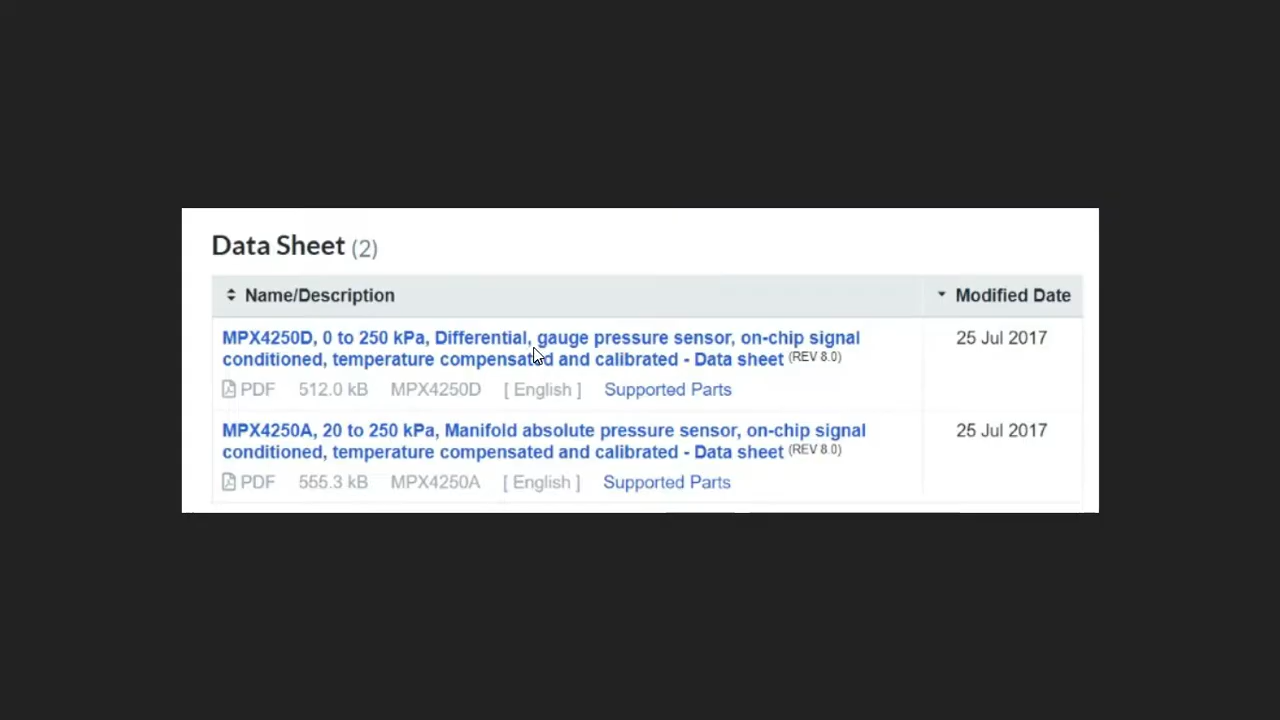 Data Sheet (2)
Name/Description Modified Date
MPX4250D, 0 to 250 kPa, Differential, gauge pressure sensor, on-chip signal 25 Jul 2017
conditioned, temperature compensated and calibrated - Data sheet (REV 8.0)
PDF 512.0 kB MPX4250D [ English ] Supported Parts
MPX4250A, 20 to 250 kPa, Manifold absolute pressure sensor, on-chip signal 25 Jul 2017
conditioned, temperature compensated and calibrated - Data sheet (REV 8.0)
PDF 555.3 kB MPX4250A [ English ] Supported Parts